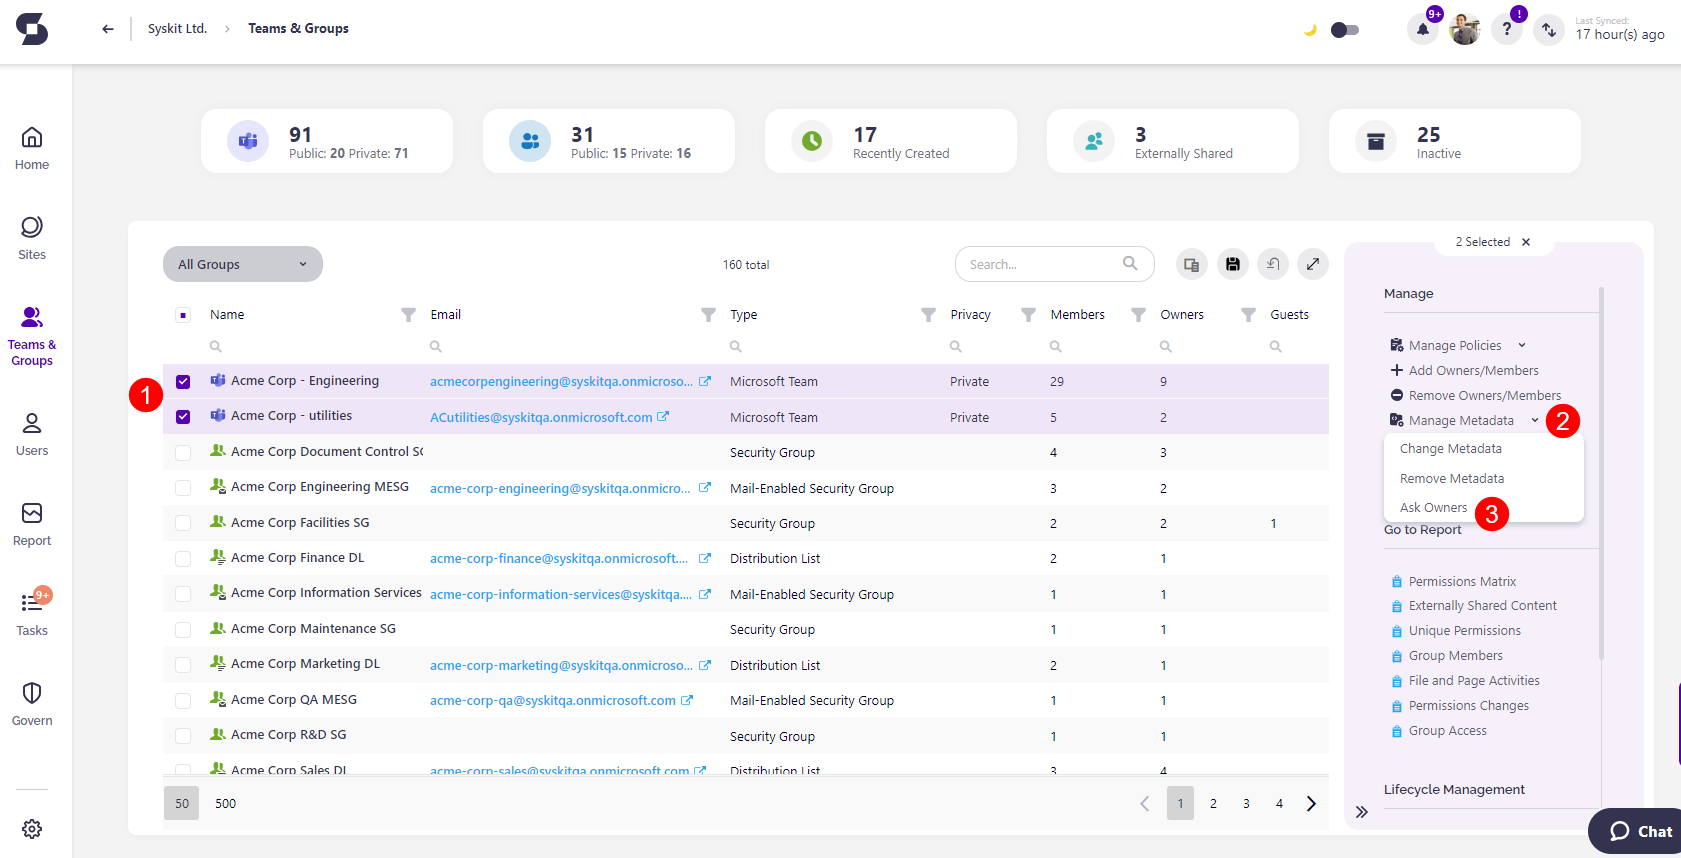 Syskit Ltd. › Teams & Groups
9+
!
?
Last Synced:
17 hour(s) ago
Home
Sites
Teams &
Groups
Users
Report
9+
Tasks
Govern
91
Public: 20 Private: 71
31
Public: 15 Private: 16
17
Recently Created
3
Externally Shared
25
Inactive
All Groups
160 total
Search...
Name Email Type Privacy Members Owners Guests
1
Acme Corp - Engineering acmecorpengineering@syskitqa.onmicroso... Microsoft Team Private 29 9
Acme Corp - utilities ACutilities@syskitqa.onmicrosoft.com Microsoft Team Private 5 2
Acme Corp Document Control Security Group 4 3
Acme Corp Engineering MESG acme-corp-engineering@syskitqa.onmicro... Mail-Enabled Security Group 3 2
Acme Corp Facilities SG Security Group 2 2 1
Acme Corp Finance DL acme-corp-finance@syskitqa.onmicrosoft.... Distribution List 2 1
Acme Corp Information Services acme-corp-information-services@syskitqa.... Mail-Enabled Security Group 1 1
Acme Corp Maintenance SG Security Group 1 1
Acme Corp Marketing DL acme-corp-marketing@syskitqa.onmicroso... Distribution List 2 1
Acme Corp QA MESG acme-corp-qa@syskitqa.onmicrosoft.com Mail-Enabled Security Group 1 1
Acme Corp R&D SG Security Group 1 1
Acme Corp Sales DL acme-corp-sales@syskitqa.onmicrosoft.com Distribution List 3 4
50 500
1 2 3 4
2 Selected
Manage
Manage Policies
Add Owners/Members
Remove Owners/Members
Manage Metadata
2
Change Metadata
Remove Metadata
Ask Owners
3
Go to Report
Permissions Matrix
Externally Shared Content
Unique Permissions
Group Members
File and Page Activities
Permissions Changes
Group Access
Lifecycle Management
Chat